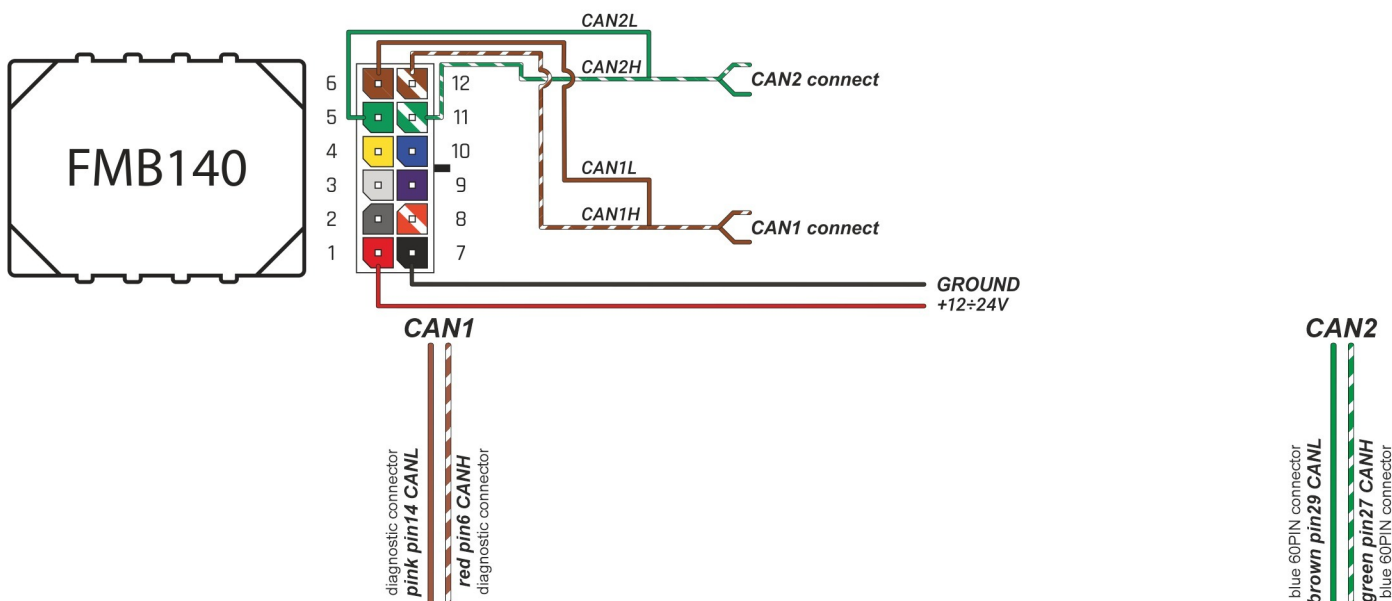 CAN2L
6
12
CAN2H
CAN2 connect
5
11
4
10
FMB140
CAN1L
3
9
2
8
CAN1H
CAN1 connect
1
7
GROUND
+12÷24V
CAN1
CAN2
diagnostic connector
pink pin14 CANL
red pin6 CANH
diagnostic connector
blue 60PIN connector
brown pin29 CANL
green pin27 CANH
blue 60PIN connector